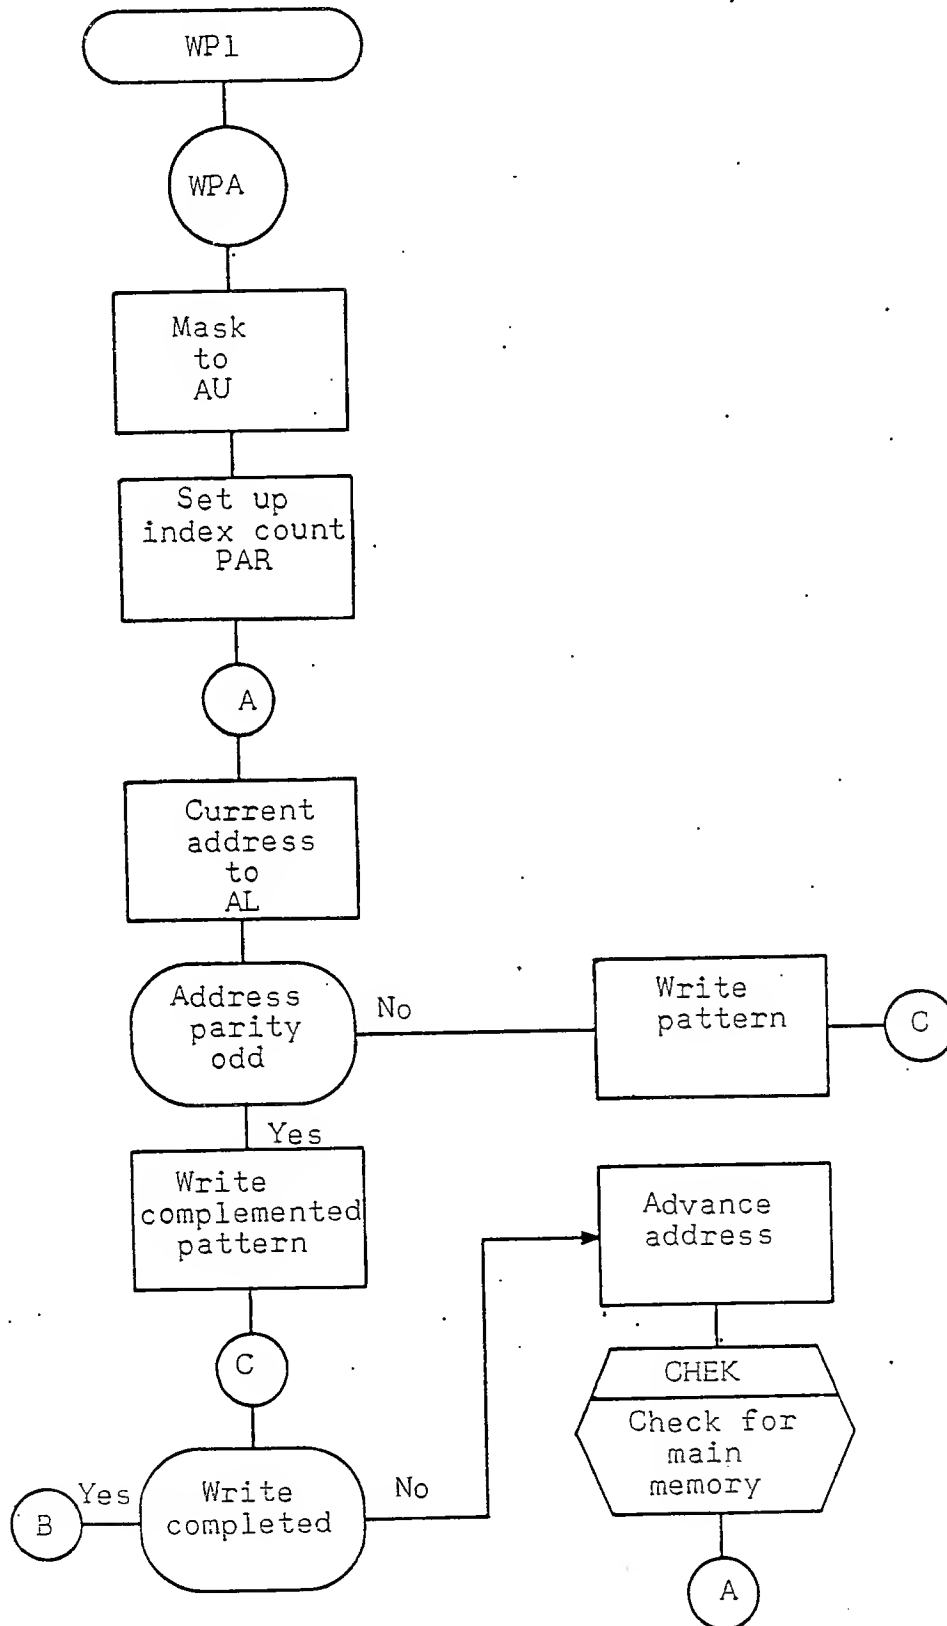 WP1
WPA
Mask
to
AU
Set up
index count
PAR
A
Current
address
to
AL
Address
parity
odd
No
Write
pattern
C
Yes
Write
complemented
pattern
Advance
address
C
CHEK
Check for
main
memory
Yes
Write
completed
No
B
A